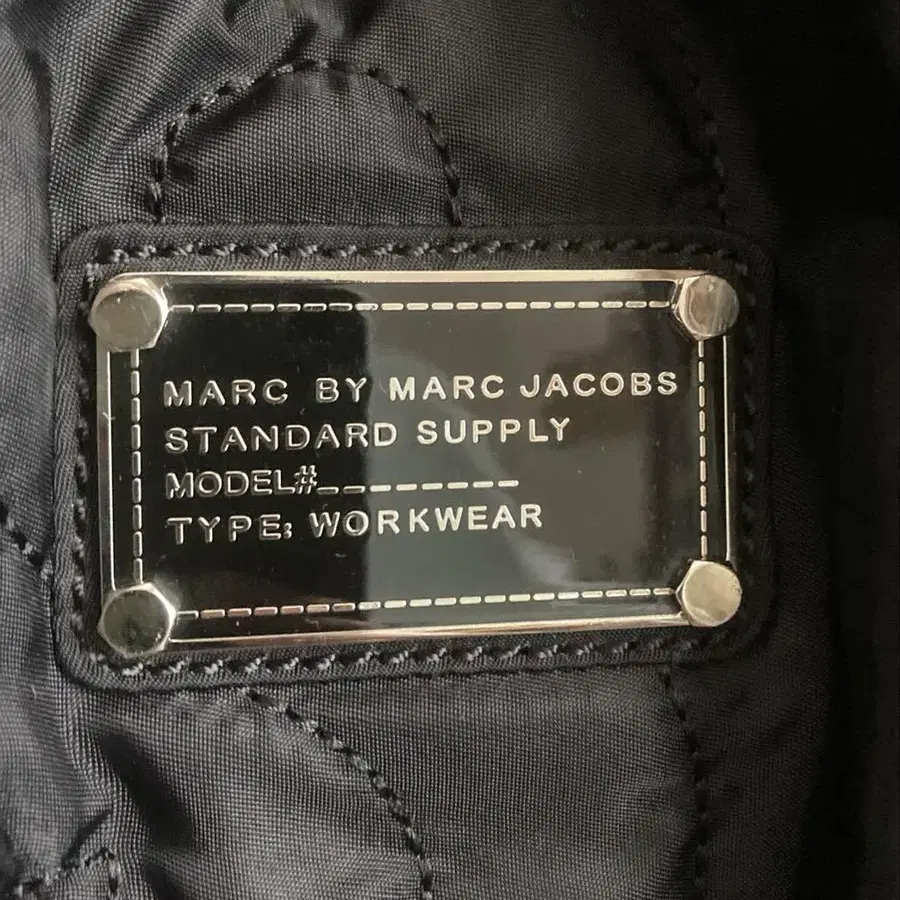 MARC BY MARC JACOBS
STANDARD SUPPLY
MODEL#_________
TYPE: WORKWEAR